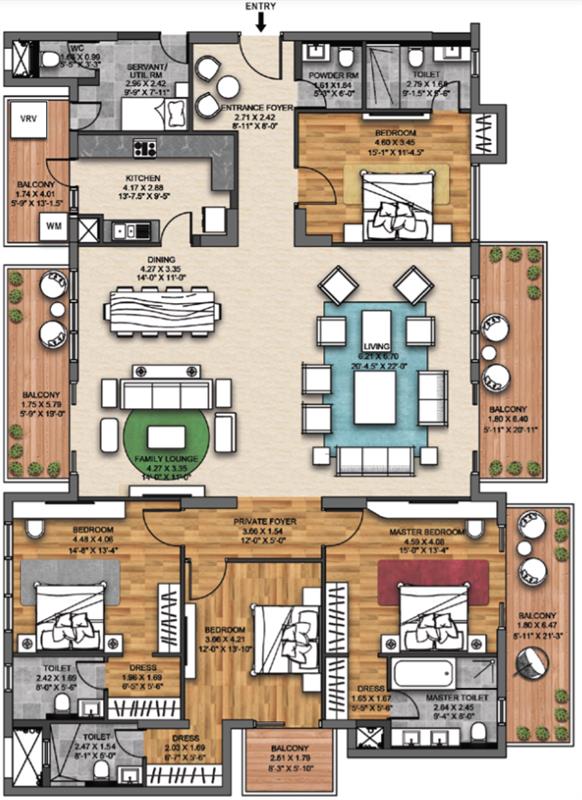 ENTRY
WC
1.65 X 0.99
5'-5" X 3'-3"
SERVANT/
UTIL RM
2.96 X 2.42
9'-9" X 7'-11"
POWDER RM
1.61 X 1.84
5'-3" X 6'-0"
TOILET
2.79 X 1.68
9'-1.5" X 5'-6"
ENTRANCE FOYER
2.71 X 2.42
8'-11" X 8'-0"
VRV
BEDROOM
4.60 X 3.45
15'-1" X 11'-4.5"
KITCHEN
4.17 X 2.88
13'-7.5" X 9'-5"
BALCONY
1.74 X 4.01
5'-9" X 13'-1.5"
WM
DINING
4.27 X 3.35
14'-0" X 11'-0"
LIVING
6.21 X 6.70
20'-4.5" X 22'-0"
BALCONY
1.75 X 5.79
5'-9" X 19'-0"
BALCONY
1.80 X 6.40
5'-11" X 20'-11"
FAMILY LOUNGE
4.27 X 3.35
14'-0" X 11'-0"
BEDROOM
4.48 X 4.06
14'-8" X 13'-4"
PRIVATE FOYER
3.66 X 1.54
12'-0" X 5'-0"
MASTER BEDROOM
4.59 X 4.08
15'-0" X 13'-4"
BEDROOM
3.66 X 4.21
12'-0" X 13'-10"
BALCONY
1.80 X 6.47
X 21'-3"
TOILET
2.42 X 1.69
8'-0" X 5'-6"
DRESS
1.96 X 1.69
6'-5" X 5'-6"
DRESS
1.65 X 1.67
5'-5" X 5'-6"
MASTER TOILET
2.84 X 2.45
9'-4" X 8'-0"
TOILET
2.47 X 1.54
8'-1" X 5'-0"
DRESS
2.03 X 1.69
6'-7" X 5'-6"
BALCONY
2.51 X 1.79
8'-3" X 5'-10"